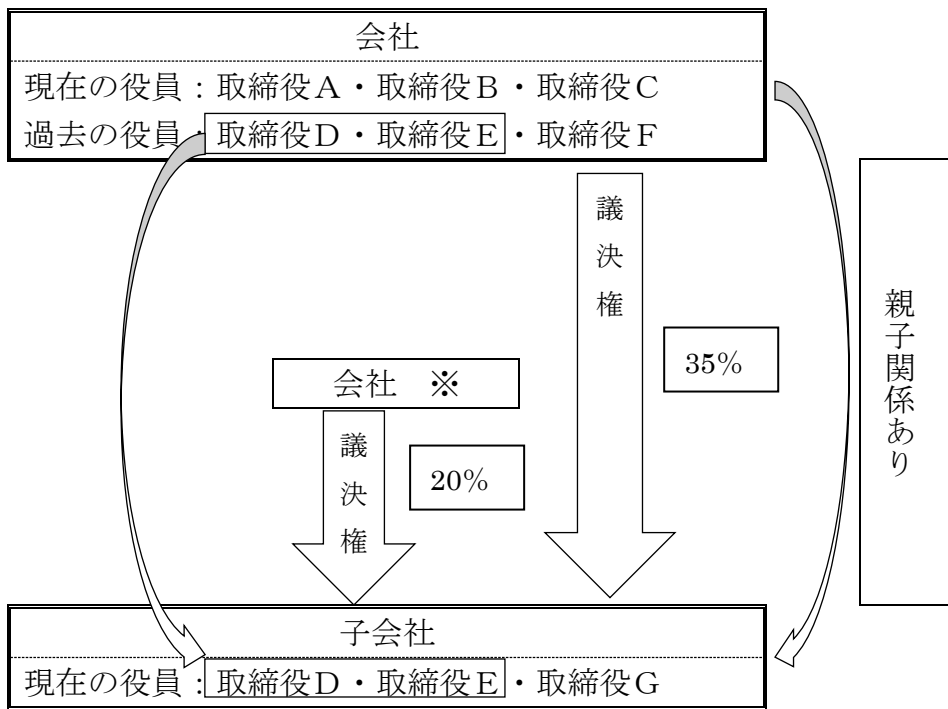 会社
現在の役員：取締役A・取締役B・取締役C
過去の役員：取締役D・取締役E・取締役F
議決権
35%
親子関係あり
会社　※
議決権
20%
子会社
現在の役員：取締役D・取締役E・取締役G